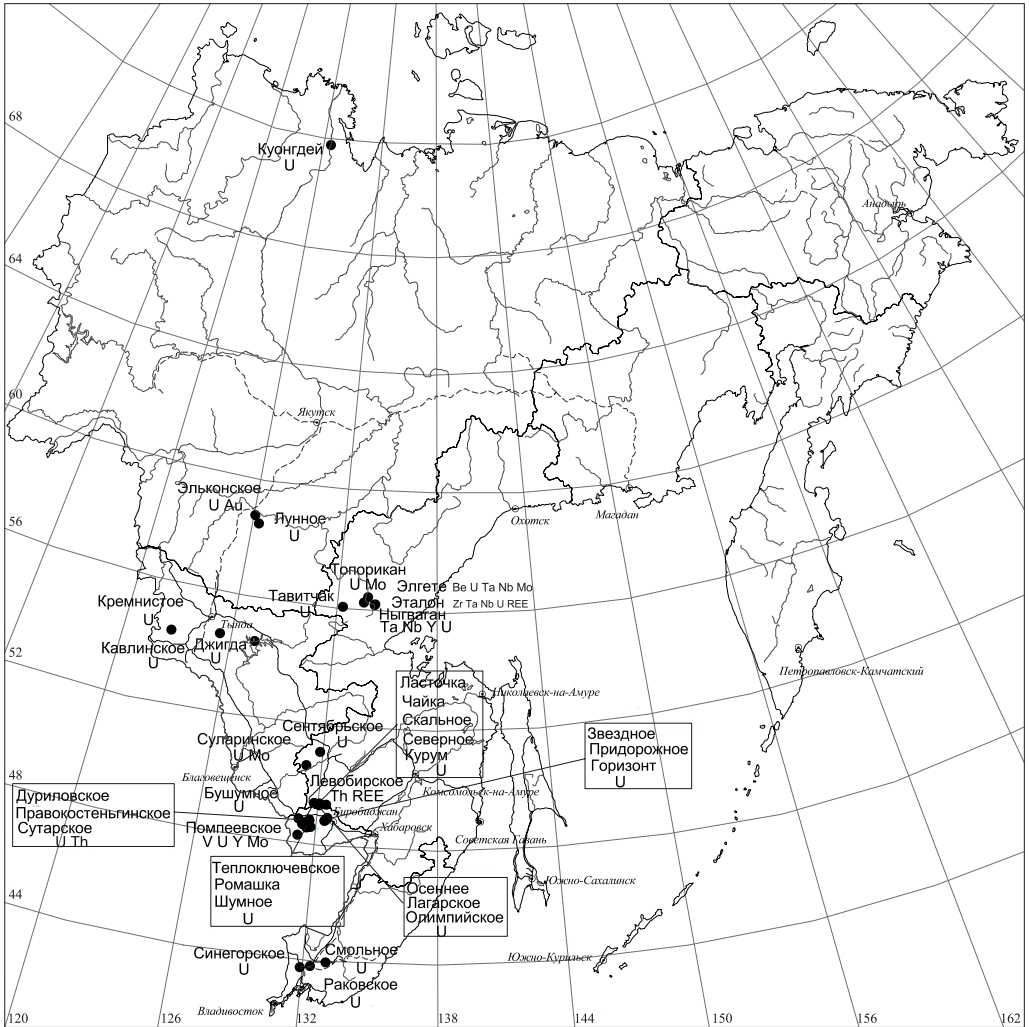 68
Куонгдей
U
Анадырь
64
60
Якутск
Эльконское
U Au
Лунное
U
Охотск
Магадан
56
Топорикан
U Mo
Элгете Be U Ta Nb Mo
Тавитчак
U
Эталон Zr Ta Nb U REE
Ныгваган
Ta Nb Y U
Кремнистое
U
Тында
Кавлинское
U
Джигда
U
52
Петропавловск-Камчатский
Ласточка
Чайка
Скальное
Северное
Курум
U
Николаевск-на-Амуре
Сентябрьское
U
Суларинское
U Mo
Звездное
Придорожное
Горизонт
U
Благовещенск
48
Левобирское
Th REE
Бушумное
U
Комсомольск-на-Амуре
Дуриловское
Правокостеньгинское
Сутарское
U Th
Биробиджан
Помпеевское
V U Y Mo
Хабаровск
Советская Гавань
Теплоключевское
Ромашка
Шумное
U
Осеннее
Лагарское
Олимпийское
U
Южно-Сахалинск
44
Синегорское
U
Смольное
U
Южно-Курильск
Раковское
U
Владивосток
120
126
132
138
144
150
156
162